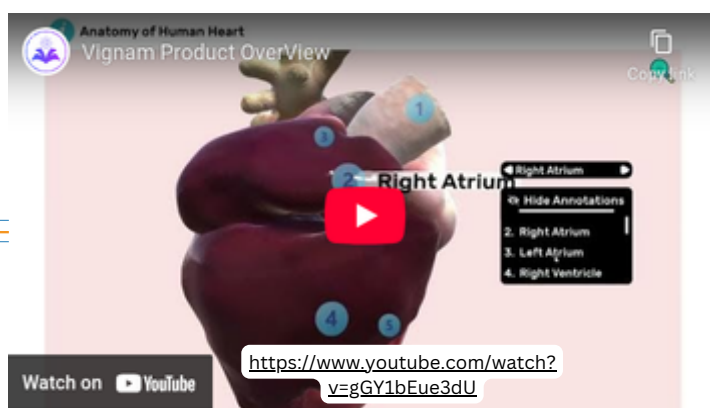 Anatomy of Human Heart
Vignam Product OverView
Copy link
1
3
2 Right Atrium
Right Atrium
Hide Annotations
2. Right Atrium
3. Left Atrium
4. Right Ventricle
4
5
https://www.youtube.com/watch?
v=gGY1bEue3dU
Watch on YouTube